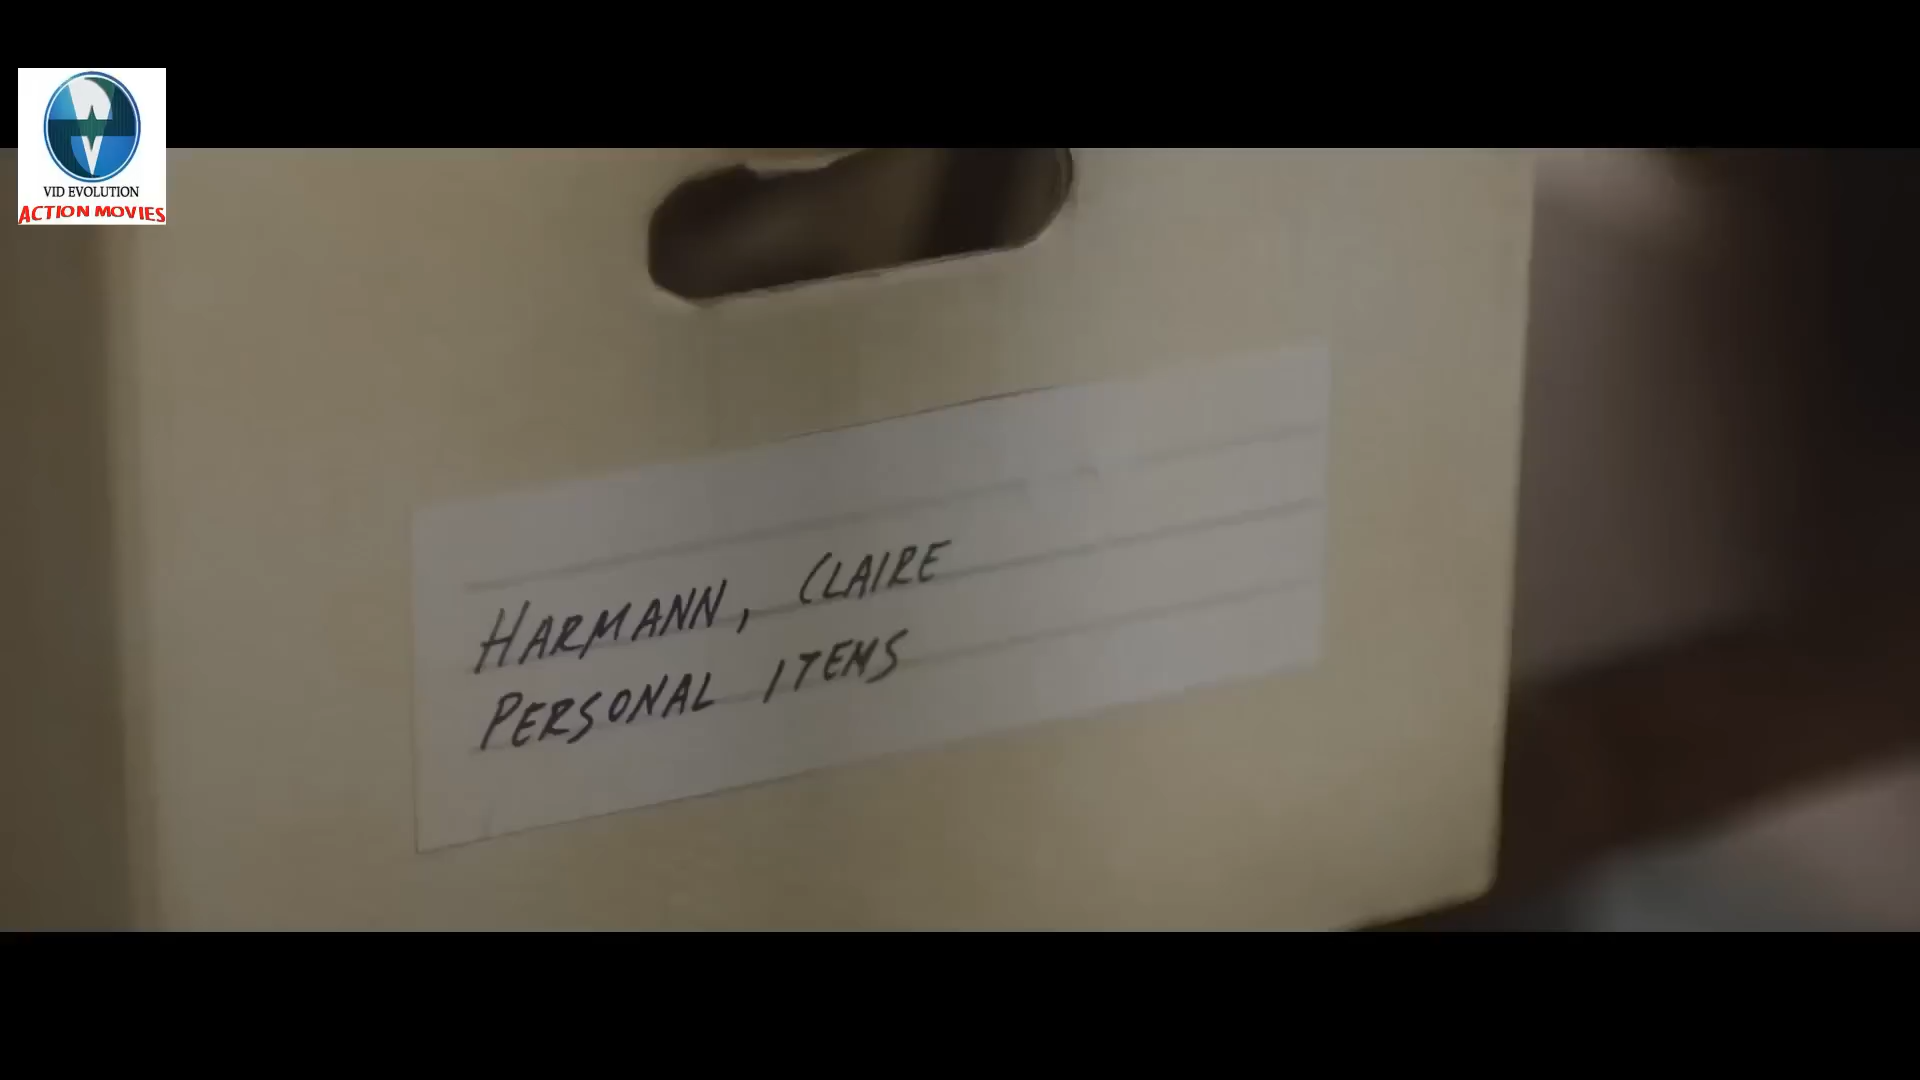 VID EVOLUTION
ACTION MOVIES
HARMANN, CLAIRE
PERSONAL ITEMS